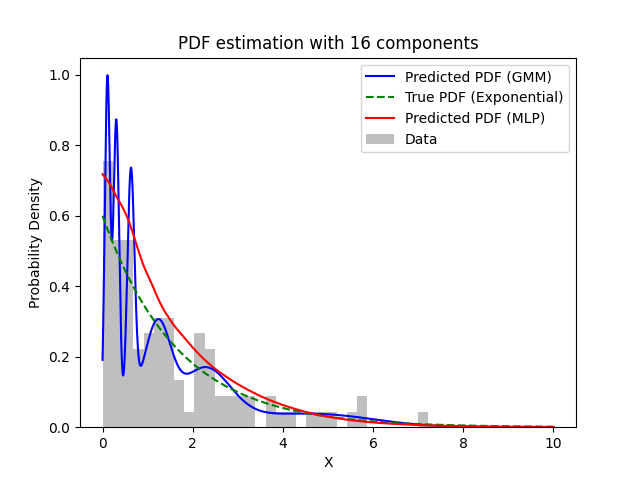 PDF estimation with 16 components
Predicted PDF (GMM)
True PDF (Exponential)
Predicted PDF (MLP)
Data
Probability Density
1.0
0.8
0.6
0.4
0.2
0.0
0
2
4
6
8
10
X